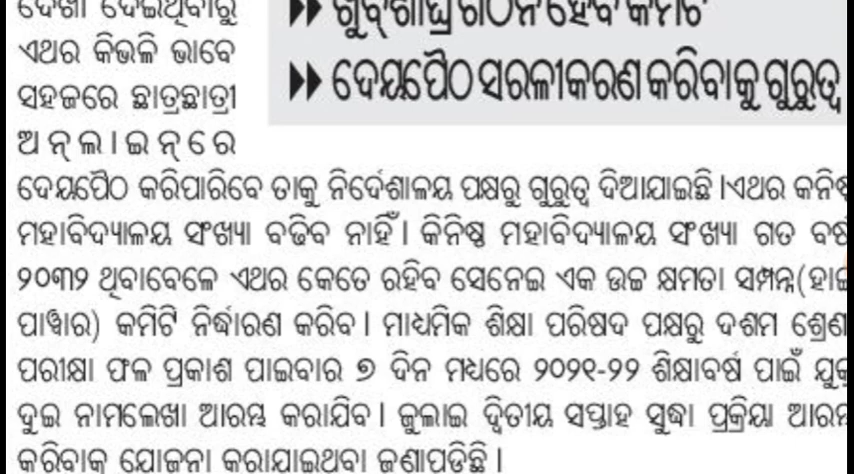 ଦେଖା ଦେଇଥିବାରୁ
ଏଥର କିଭଳି ଭାବେ
ସହଜରେ ଛାତ୍ରଛାତ୍ରୀ
ଅନ୍‌ଲାଇନ୍‌ରେ
ଖୁବ୍‌ଶୀଘ୍ର ଗଠନ ହେବ କମିଟି
ଦେୟପୈଠ ସରଳୀକରଣ କରିବାକୁ ଗୁରୁତ୍ୱ
ଦେୟପୈଠ କରିପାରିବେ ତାକୁ ନିର୍ଦେଶାଳୟ ପକ୍ଷରୁ ଗୁରୁତ୍ୱ ଦିଆଯାଇଛି ।ଏଥର
ମହାବିଦ୍ୟାଳୟ ସଂଖ୍ୟା ବଢିବ ନାହିଁ । କିନିଷ୍ଠ ମହାବିଦ୍ୟାଳୟ ସଂଖ୍ୟା ଗତ
୨୦୩୨ ଥିବାବେଳେ ଏଥର କେତେ ରହିବ ସେନେଇ ଏକ ଉଚ୍ଚ କ୍ଷମତା ସମ୍ପନ୍ନ
ପାୱାର) କମିଟି ନିର୍ଦ୍ଧାରଣ କରିବ । ମାଧ୍ୟମିକ ଶିକ୍ଷା ପରିଷଦ ପକ୍ଷରୁ ଦଶମ
ପରୀକ୍ଷା ଫଳ ପ୍ରକାଶ ପାଇବାର ୭ ଦିନ ମଧ୍ୟରେ ୨୦୨୧-୨୨ ଶିକ୍ଷାବର୍ଷ ପାଇଁ
ଦୁଇ ନାମଲେଖା ଆରମ୍ଭ କରାଯିବ । ଜୁଲାଇ ଦ୍ୱିତୀୟ ସପ୍ତାହ ସୁଦ୍ଧା ପ୍ରକ୍ରିୟା
କରିବାକୁ ଯୋଜନା କରାଯାଇଥିବା ଜଣାପଡିଛି ।